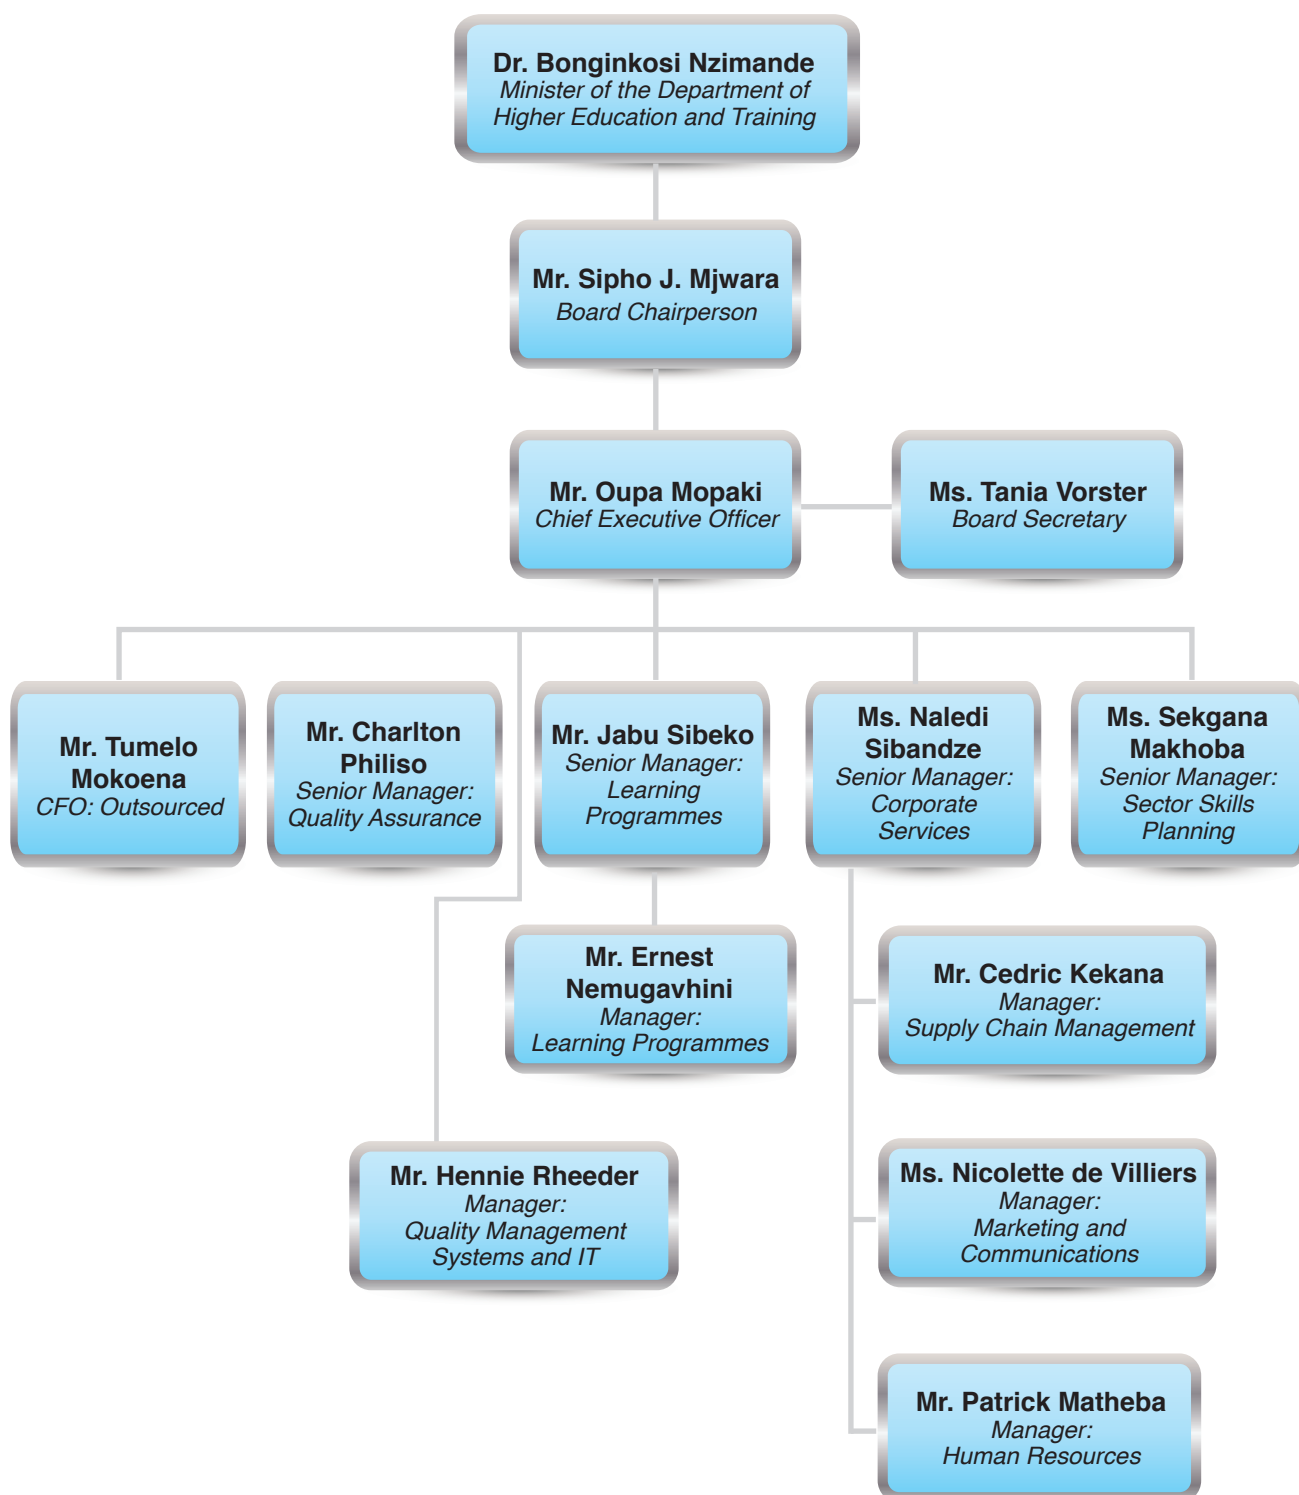 Dr. Bonginkosi Nzimande
Minister of the Department of
Higher Education and Training
Mr. Sipho J. Mjwara
Board Chairperson
Mr. Oupa Mopaki
Chief Executive Officer
Ms. Tania Vorster
Board Secretary
Mr. Tumelo
Mokoena
CFO: Outsourced
Mr. Charlton
Philiso
Senior Manager:
Quality Assurance
Mr. Jabu Sibeko
Senior Manager:
Learning
Programmes
Ms. Naledi
Sibandze
Senior Manager:
Corporate
Services
Ms. Sekgana
Makhoba
Senior Manager:
Sector Skills
Planning
Mr. Ernest
Nemugavhini
Manager:
Learning Programmes
Mr. Cedric Kekana
Manager:
Supply Chain Management
Mr. Hennie Rheeder
Manager:
Quality Management
Systems and IT
Ms. Nicolette de Villiers
Manager:
Marketing and
Communications
Mr. Patrick Matheba
Manager:
Human Resources